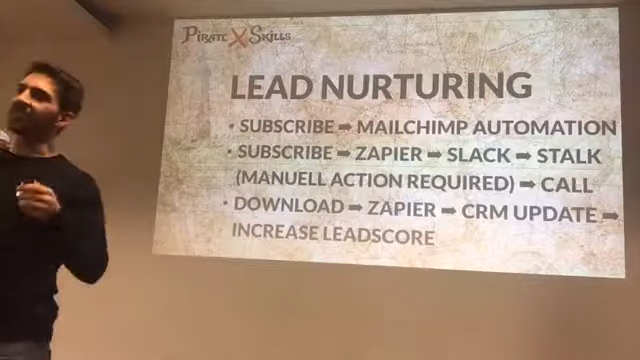 PIRATE X SKILLS
LEAD NURTURING
• SUBSCRIBE ➡ MAILCHIMP AUTOMATION
• SUBSCRIBE ➡ ZAPIER ➡ SLACK ➡ STALK
(MANUELL ACTION REQUIRED) ➡ CALL
• DOWNLOAD ➡ ZAPIER ➡ CRM UPDATE ➡
INCREASE LEADSCORE